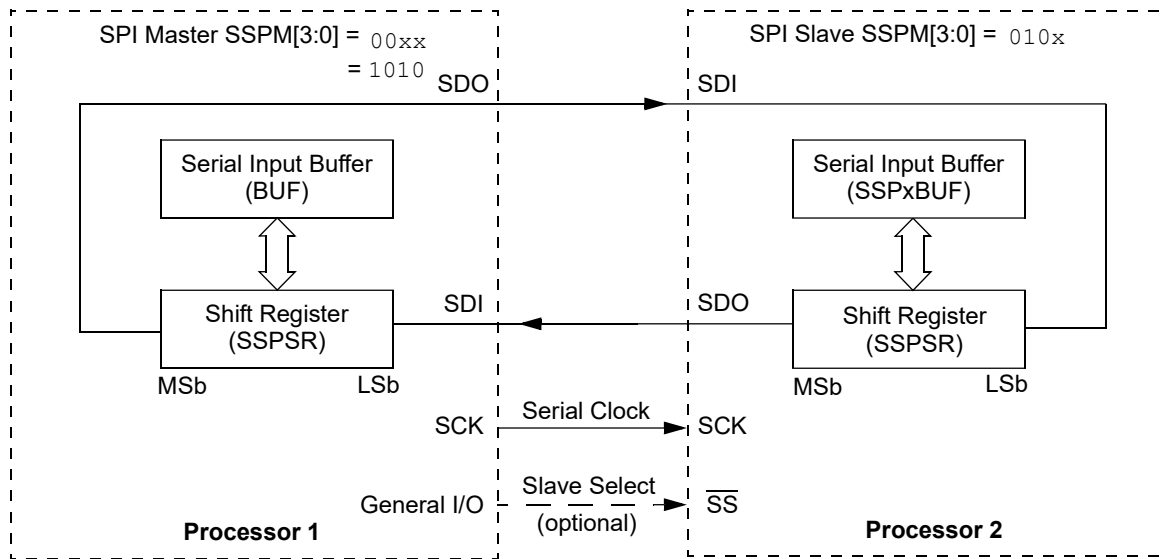 SPI Master SSPM[3:0] = 00xx
= 1010
SDO
Serial Input Buffer
(BUF)
Shift Register
(SSPSR)
MSb
LSb
SDI
SCK
General I/O
Processor 1
Serial Clock
Slave Select
(optional)
SPI Slave SSPM[3:0] = 010x
SDI
Serial Input Buffer
(SSPxBUF)
SDO
Shift Register
(SSPSR)
MSb
LSb
SCK
S̅S̅
Processor 2